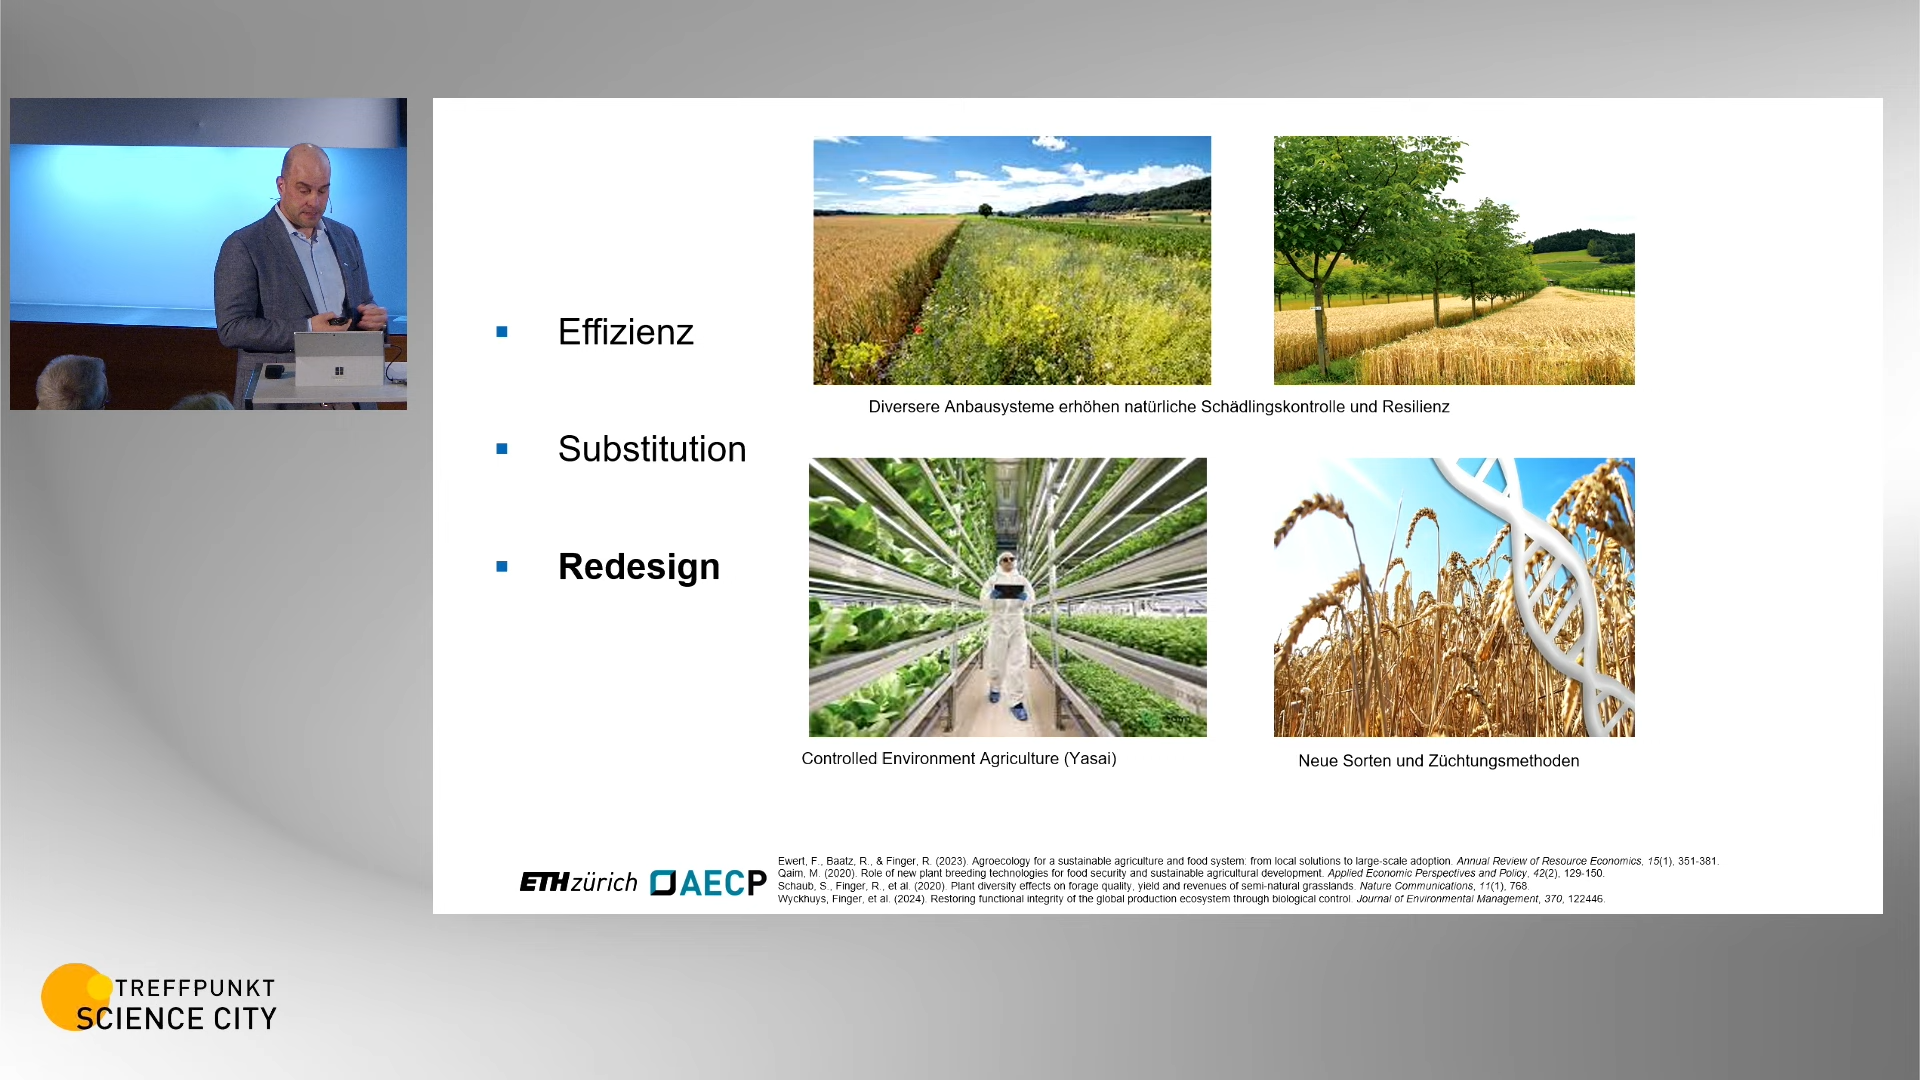 Effizienz
Substitution
Redesign
Diversere Anbausysteme erhöhen natürliche Schädlingskontrolle und Resilienz
Controlled Environment Agriculture (Yasai)
Neue Sorten und Züchtungsmethoden
ETH zürich
AECP
Ewert, F., Baatz, R., & Finger, R. (2023). Agroecology for a sustainable agriculture and food system: from local solutions to large-scale adoption. Annual Review of Resource Economics, 15(1), 351-381.
Qaim, M. (2020). Role of new plant breeding technologies for food security and sustainable agricultural development. Applied Economic Perspectives and Policy, 42(2), 129-150.
Schaub, S., Finger, R., et al. (2020). Plant diversity effects on forage quality, yield and revenues of semi-natural grasslands. Nature Communications, 11(1), 768.
Wyckhuys, Finger, et al. (2024). Restoring functional integrity of the global production ecosystem through biological control. Journal of Environmental Management, 370, 122446.
TREFFPUNKT
SCIENCE CITY